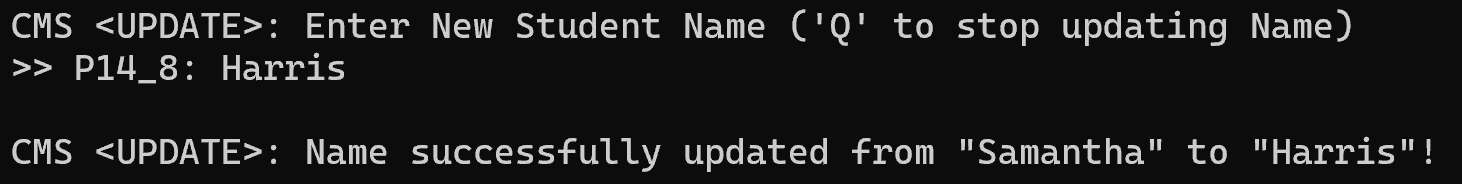 CMS <UPDATE>: Enter New Student Name ('Q' to stop updating Name)
>> P14_8: Harris
CMS <UPDATE>: Name successfully updated from "Samantha" to "Harris"!